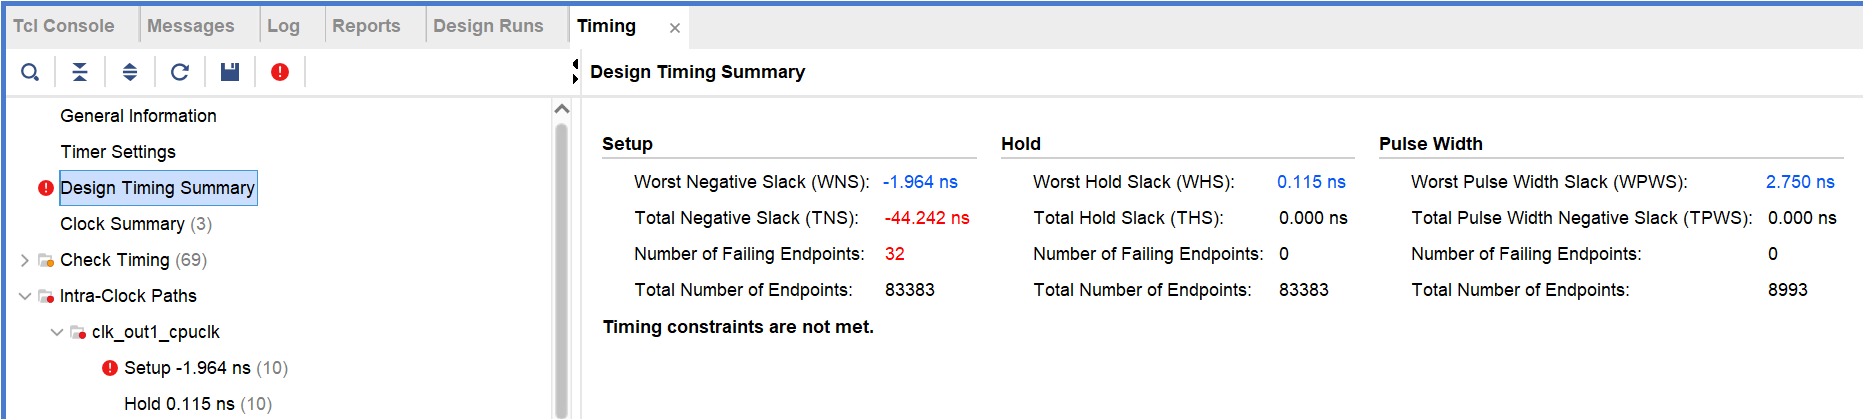 Tcl Console Messages Log Reports Design Runs Timing ×
Design Timing Summary
General Information
Timer Settings
Design Timing Summary
Clock Summary (3)
Check Timing (69)
Intra-Clock Paths
clk_out1_cpuclk
Setup -1.964 ns (10)
Hold 0.115 ns (10)
Setup
Worst Negative Slack (WNS): -1.964 ns
Total Negative Slack (TNS): -44.242 ns
Number of Failing Endpoints: 32
Total Number of Endpoints: 83383
Hold
Worst Hold Slack (WHS): 0.115 ns
Total Hold Slack (THS): 0.000 ns
Number of Failing Endpoints: 0
Total Number of Endpoints: 83383
Pulse Width
Worst Pulse Width Slack (WPWS): 2.750 ns
Total Pulse Width Negative Slack (TPWS): 0.000 ns
Number of Failing Endpoints: 0
Total Number of Endpoints: 8993
Timing constraints are not met.